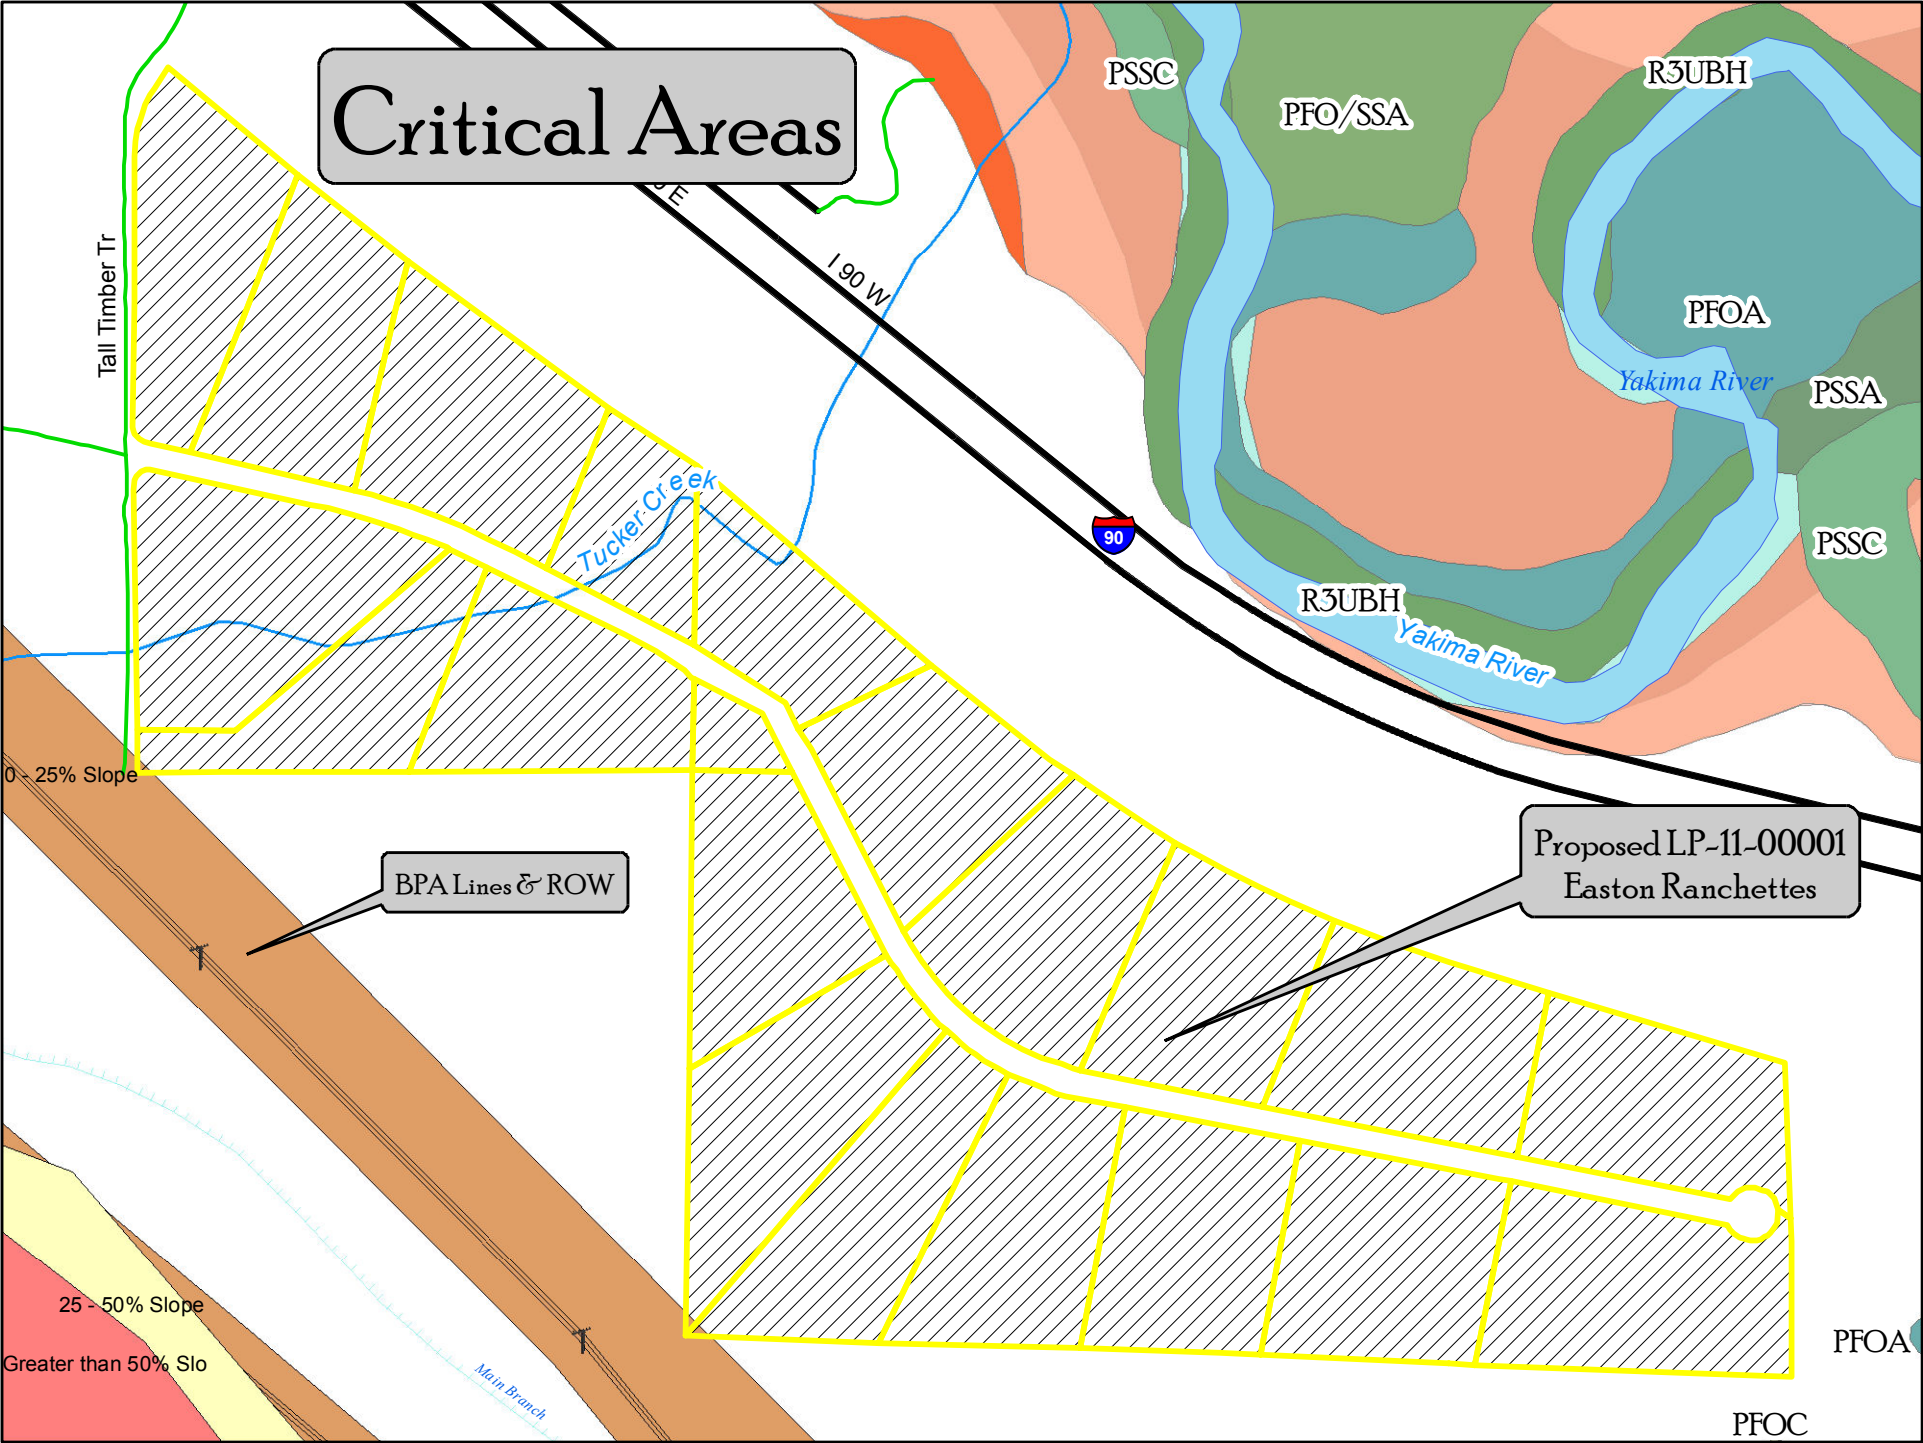 Critical Areas
PSSC
PFO/SSA
R3UBH
E
I 90 W
Tall Timber Tr
PFOA
Yakima River
PSSA
Tucker Creek
90
PSSC
R3UBH
Yakima River
0 - 25% Slope
Proposed LP-11-00001
Easton Ranchettes
BPA Lines & ROW
25 - 50% Slope
Greater than 50% Slo
Main Branch
PFOA
PFOC